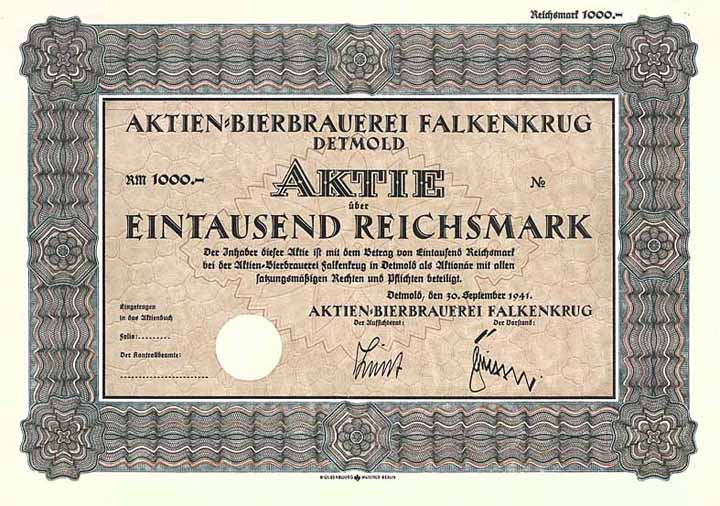 Reichsmark 1000.–
AKTIEN-BIERBRAUEREI FALKENKRUG
DETMOLD
RM 1000.–
AKTIE
№
über
EINTAUSEND REICHSMARK
Der Inhaber dieser Aktie ist mit dem Betrag von Eintausend Reichsmark
bei der Aktien-Bierbrauerei Falkenkrug in Detmold als Aktionär mit allen
satzungsmäßigen Rechten und Pflichten beteiligt.
Detmold, den 30. September 1941.
Eingetragen
in das Aktienbuch
AKTIEN-BIERBRAUEREI FALKENKRUG
Der Aufsichtsrat:
Der Vorstand:
Folio:........
Der Kontrollbeamte: